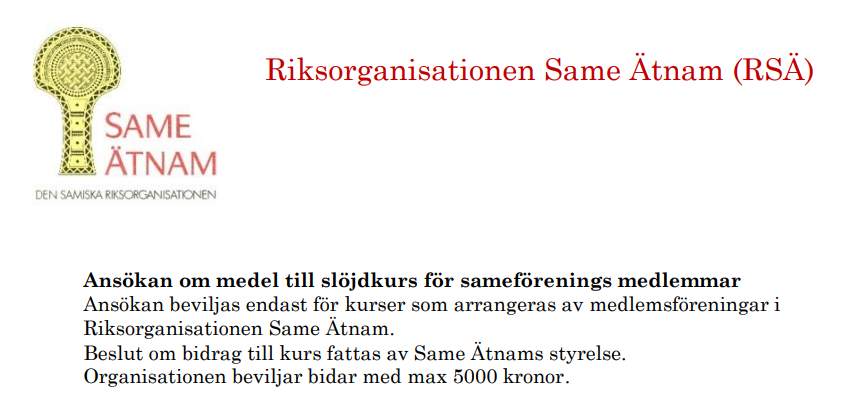 Riksorganisationen Same Ätnam (RSÄ)
SAME
ÄTNAM
DEN SAMISKA RIKSORGANISATIONEN
Ansökan om medel till slöjdkurs för sameförenings medlemmar
Ansökan beviljas endast för kurser som arrangeras av medlemsföreningar i
Riksorganisationen Same Ätnam.
Beslut om bidrag till kurs fattas av Same Ätnams styrelse.
Organisationen beviljar bidar med max 5000 kronor.